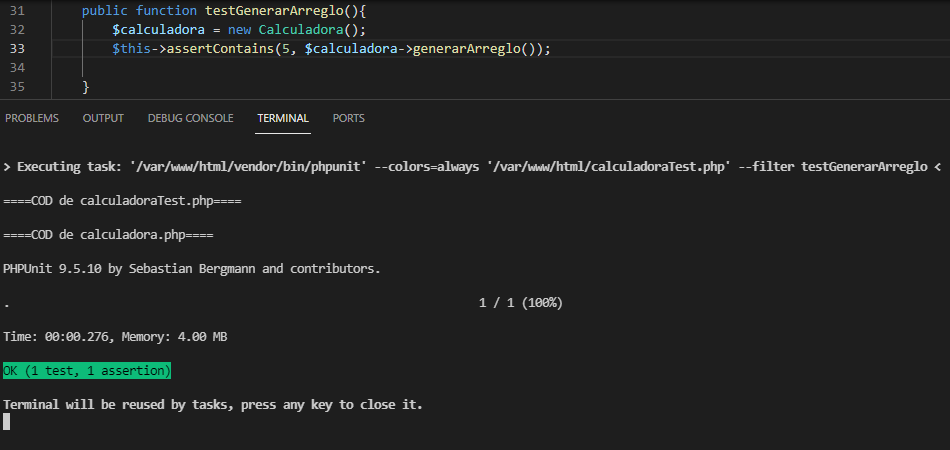 31 public function testGenerarArreglo(){
32 $calculadora = new Calculadora();
33 $this->assertContains(5, $calculadora->generarArreglo());
34
35 }
PROBLEMS OUTPUT DEBUG CONSOLE TERMINAL PORTS
> Executing task: '/var/www/html/vendor/bin/phpunit' --colors=always '/var/www/html/calculadoraTest.php' --filter testGenerarArreglo <
====COD de calculadoraTest.php====
====COD de calculadora.php====
PHPUnit 9.5.10 by Sebastian Bergmann and contributors.
. 1 / 1 (100%)
Time: 00:00.276, Memory: 4.00 MB
OK (1 test, 1 assertion)
Terminal will be reused by tasks, press any key to close it.